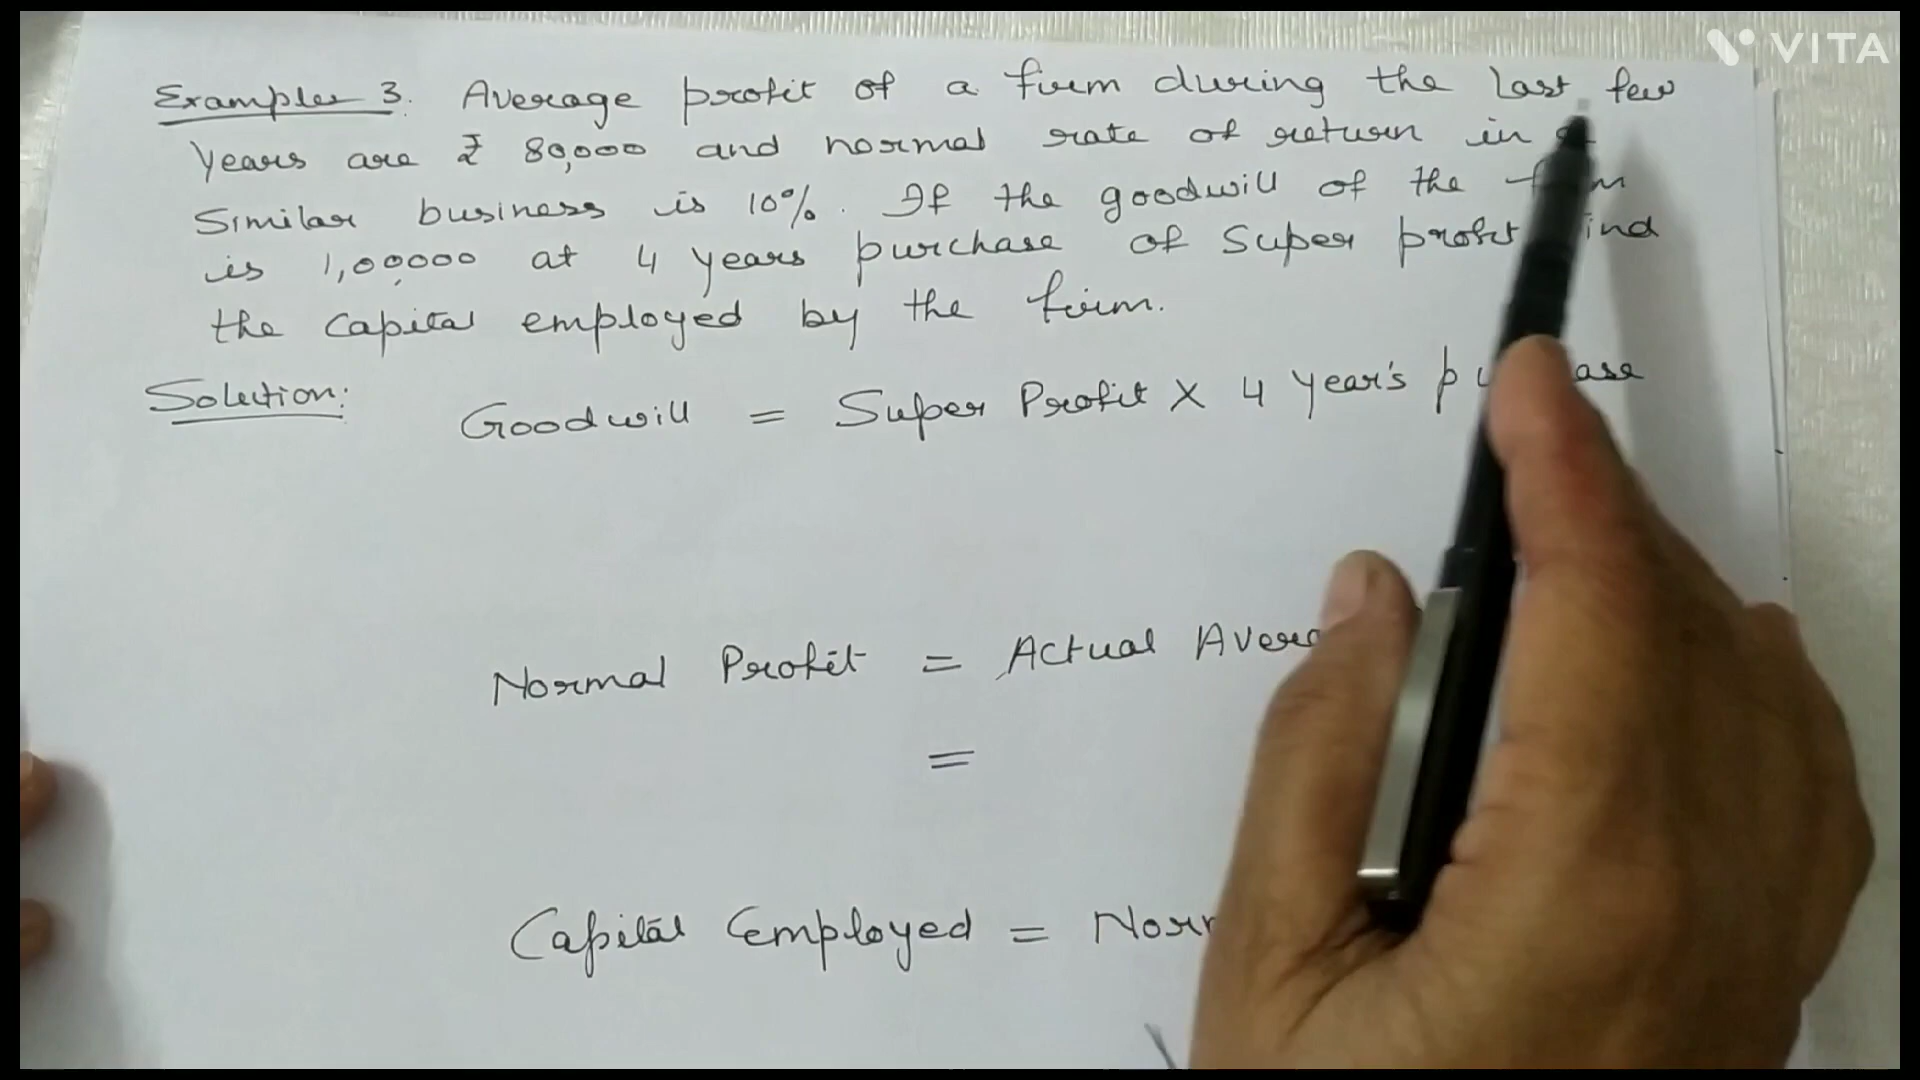 VITA
Example 3. Average profit of a firm during the last few
years are ₹ 80,000 and normal rate of return in
Similar business is 10%. If the goodwill of the
is 1,00,000 at 4 years purchase of Super profit
the capital employed by the firm.
Solution: Goodwill = Super Profit X 4 Year's
Normal Profit = Actual
=
Capital Employed =